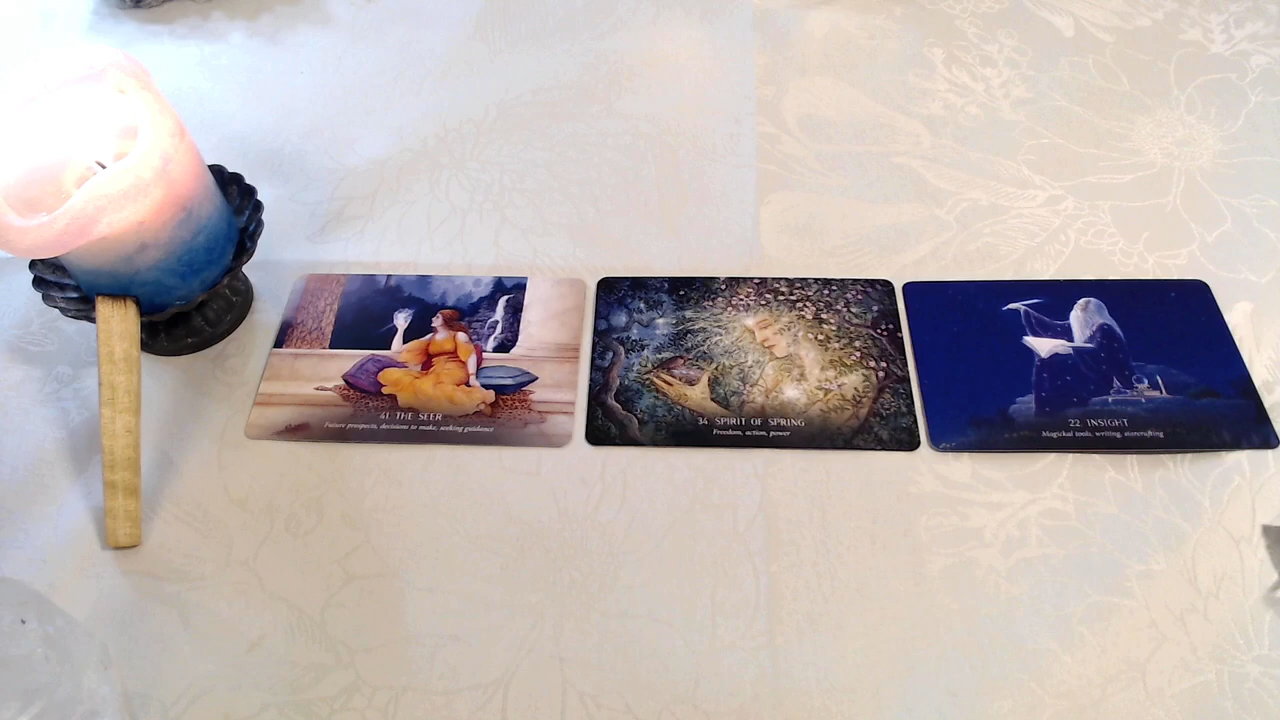 41 THE SEER
Future prospects, decisions to make, seeking guidance
34 SPIRIT OF SPRING
Freedom, action, power
22 INSIGHT
Magickal tools, writing, starcrafting